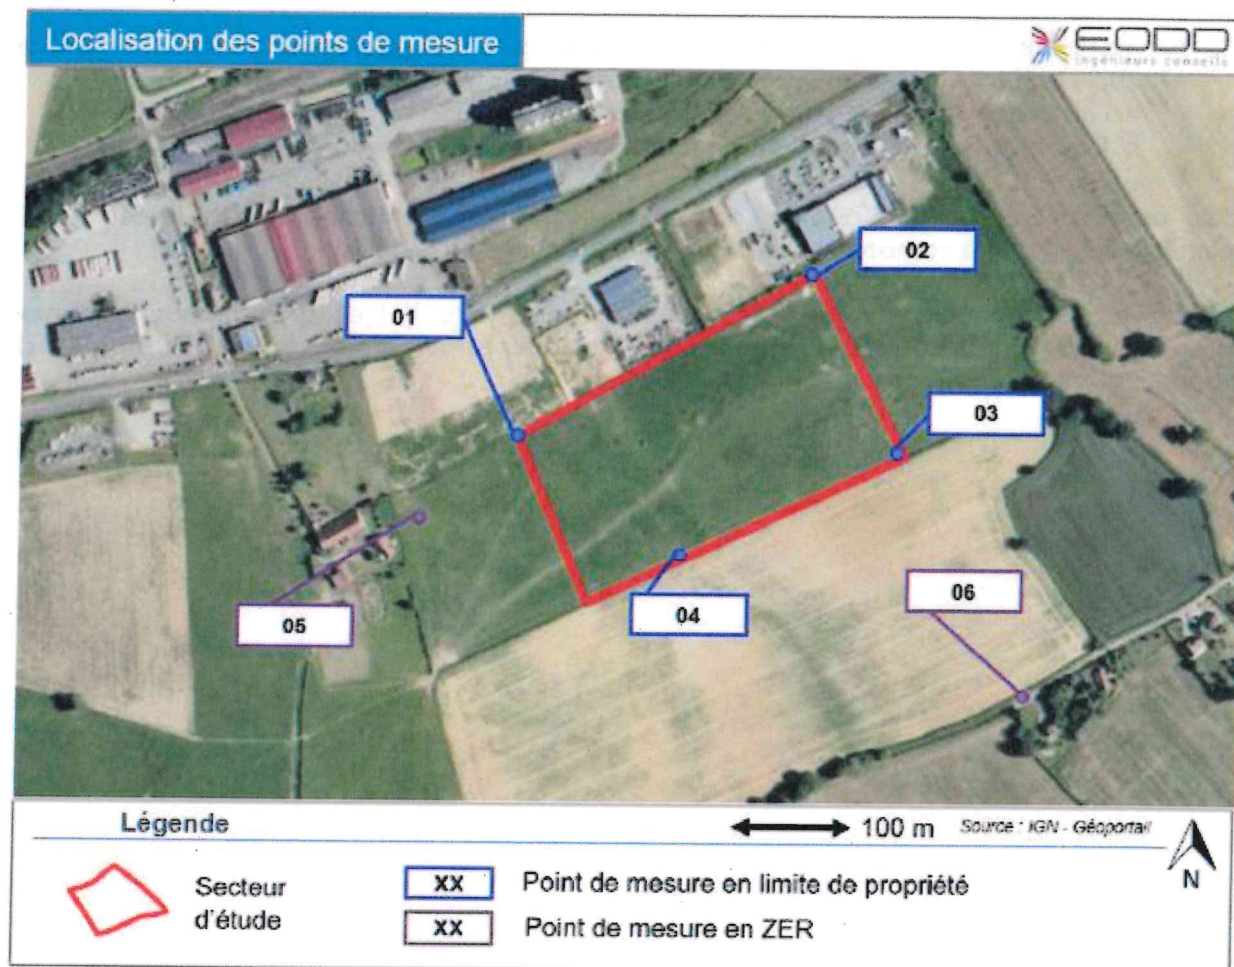 Localisation des points de mesure
EODD
ingénieurs conseils
02
01
03
06
04
05
Légende
100 m
Source : IGN - Géoportail
N
Secteur
d'étude
XX
Point de mesure en limite de propriété
XX
Point de mesure en ZER